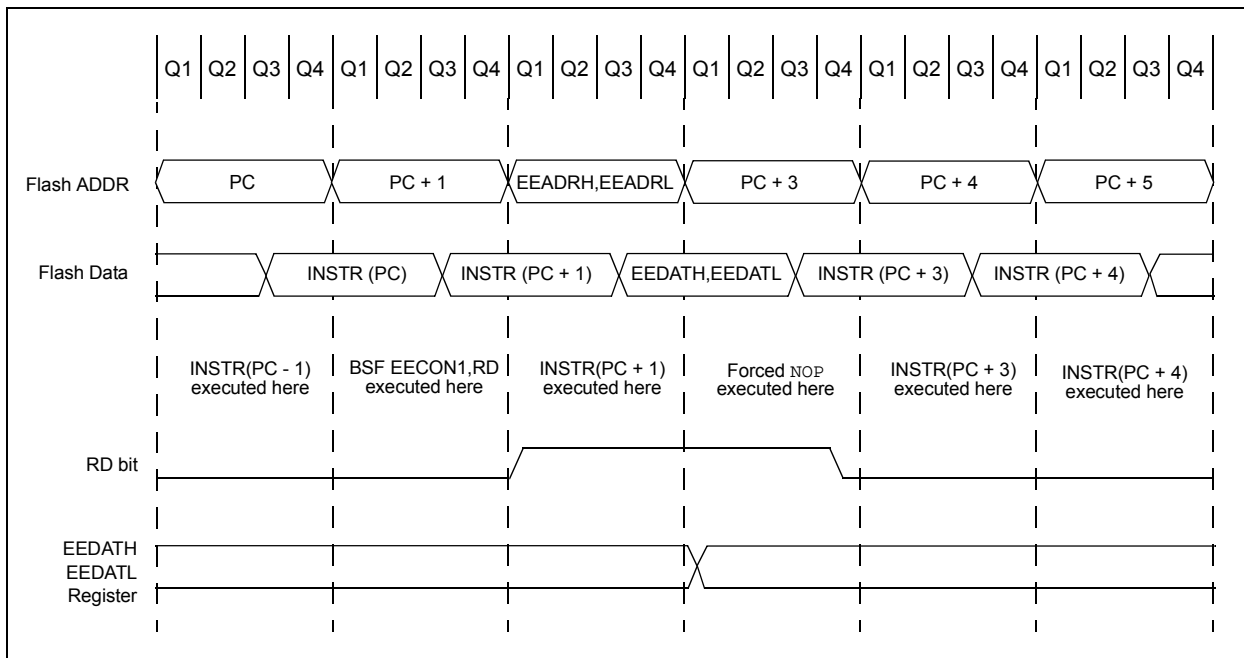 Q1 Q2 Q3 Q4 Q1 Q2 Q3 Q4 Q1 Q2 Q3 Q4 Q1 Q2 Q3 Q4 Q1 Q2 Q3 Q4 Q1 Q2 Q3 Q4
Flash ADDR PC PC + 1 EEADRH,EEADRL PC + 3 PC + 4 PC + 5
Flash Data INSTR (PC) INSTR (PC + 1) EEDATH,EEDATL INSTR (PC + 3) INSTR (PC + 4)
INSTR(PC - 1) BSF EECON1,RD INSTR(PC + 1) Forced NOP INSTR(PC + 3) INSTR(PC + 4)
executed here executed here executed here executed here executed here executed here
RD bit
EEDATH
EEDATL
Register